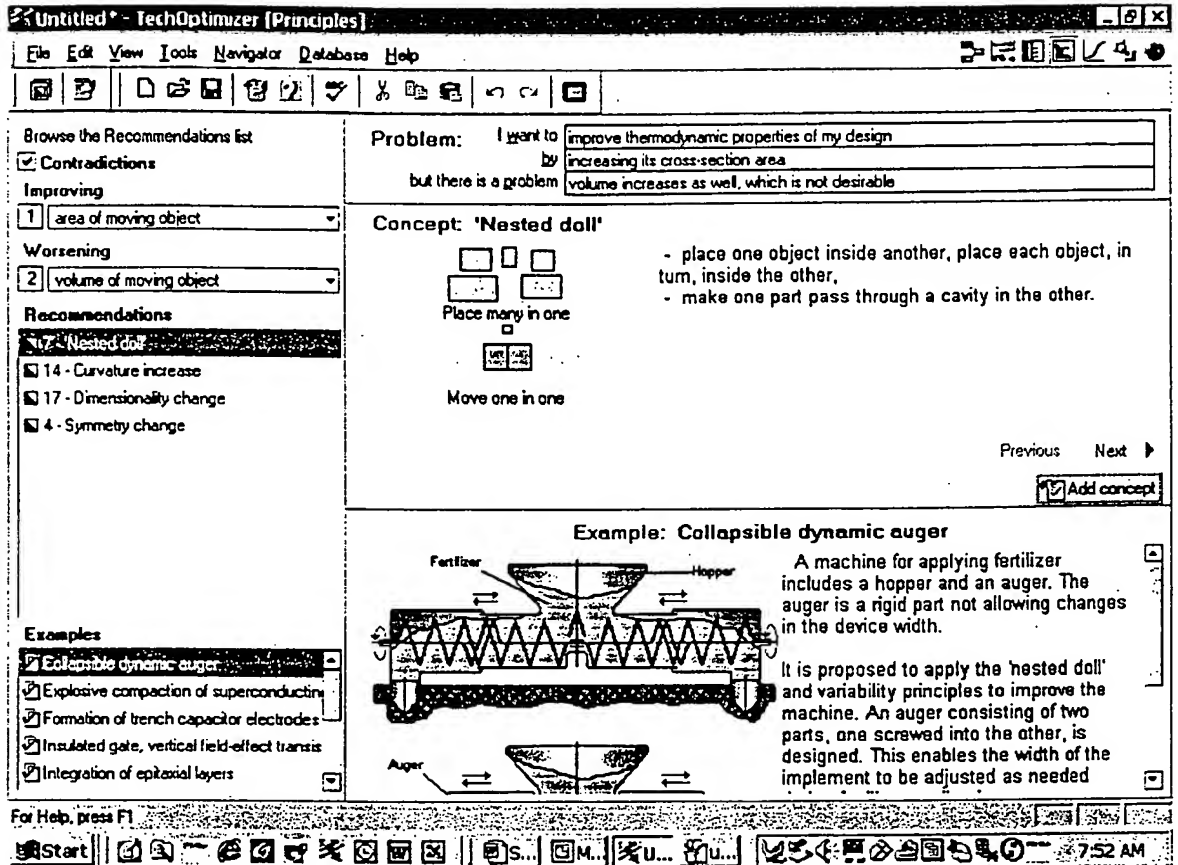 Untitled * - TechOptimizer [Principles]
File Edit View Tools Navigator Database Help
Browse the Recommendations list
Contradictions
Improving
1 area of moving object
Worsening
2 volume of moving object
Recommendations
7 - 'Nested doll'
14 - Curvature increase
17 - Dimensionality change
4 - Symmetry change
Examples
Collapsible dynamic auger
Explosive compaction of superconducting
Formation of trench capacitor electrodes
Insulated gate, vertical field-effect transis
Integration of epitaxial layers
Problem: I want to improve thermodynamic properties of my design
by increasing its cross-section area
but there is a problem volume increases as well, which is not desirable
Concept: 'Nested doll'
Place many in one
Move one in one
- place one object inside another, place each object, in
turn, inside the other,
- make one part pass through a cavity in the other.
Previous Next
Add concept
Example: Collapsible dynamic auger
Fertilizer
Hopper
Auger
A machine for applying fertilizer
includes a hopper and an auger. The
auger is a rigid part not allowing changes
in the device width.
It is proposed to apply the 'nested doll'
and variability principles to improve the
machine. An auger consisting of two
parts, one screwed into the other, is
designed. This enables the width of the
implement to be adjusted as needed
For Help, press F1
Start S... M... u... u... 7:52 AM